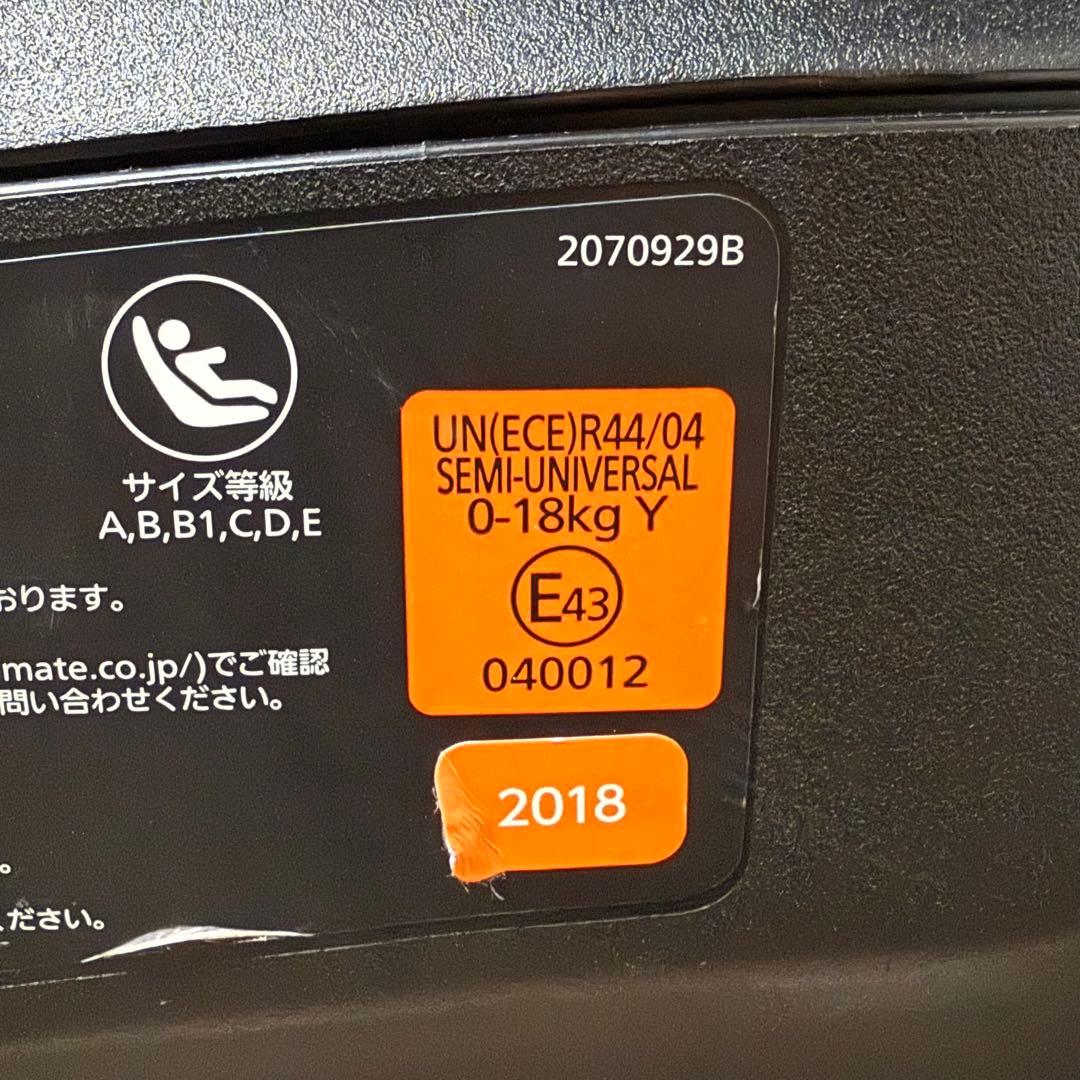 2070929B
サイズ等級
A,B,B1,C,D,E
UN(ECE)R44/04
SEMI-UNIVERSAL
0-18kg Y
E43
040012
おります。
mate.co.jp/)でご確認
問い合わせください。
2018
。
ください。